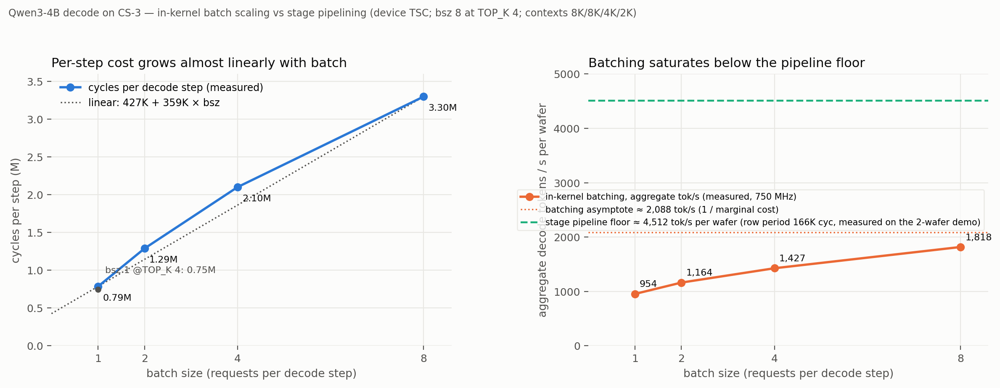 Qwen3-4B decode on CS-3 — in-kernel batch scaling vs stage pipelining (device TSC; bsz 8 at TOP_K 4; contexts 8K/8K/4K/2K)
Per-step cost grows almost linearly with batch
cycles per decode step (measured)
linear: 427K + 359K × bsz
cycles per step (M)
3.5
3.0
2.5
2.0
1.5
1.0
0.5
0.0
3.30M
2.10M
1.29M
bsz 1 @TOP_K 4: 0.75M
0.79M
1
2
4
8
batch size (requests per decode step)
Batching saturates below the pipeline floor
aggregate decode tokens / s per wafer
5000
4000
3000
2000
1000
0
in-kernel batching, aggregate tok/s (measured, 750 MHz)
batching asymptote ≈ 2,088 tok/s (1 / marginal cost)
stage pipeline floor ≈ 4,512 tok/s per wafer (row period 166K cyc, measured on the 2-wafer demo)
954
1,164
1,427
1,818
1
2
4
8
batch size (requests per decode step)